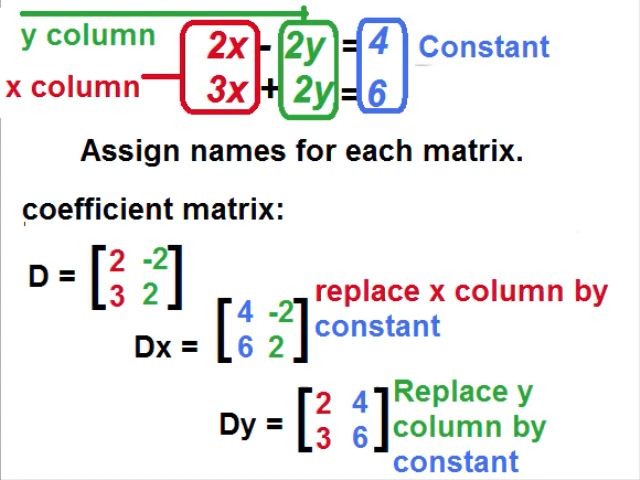 y column
2x - 2y = 4 Constant
x column 3x + 2y = 6
Assign names for each matrix.
coefficient matrix:
D = [2 -2
3 2]
replace x column by
constant
Dx = [4 -2
6 2]
Replace y
column by
constant
Dy = [2 4
3 6]